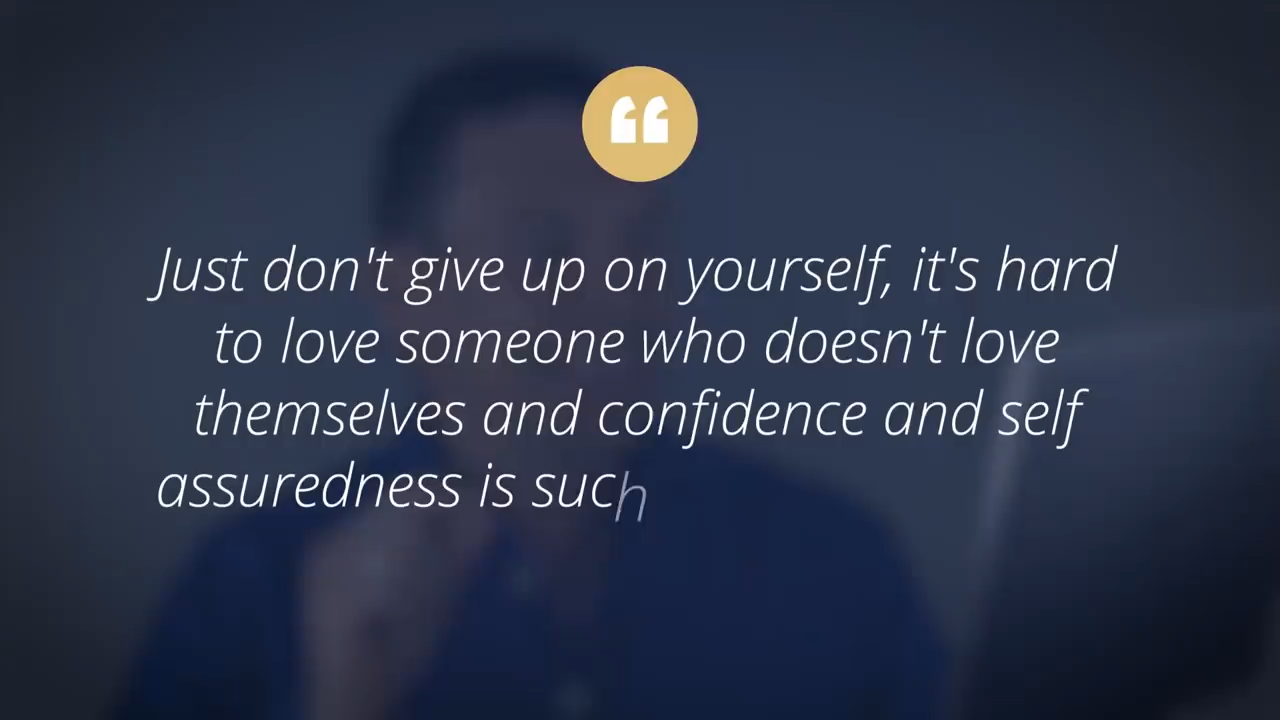 Just don't give up on yourself, it's hard
to love someone who doesn't love
themselves and confidence and self
assuredness is such